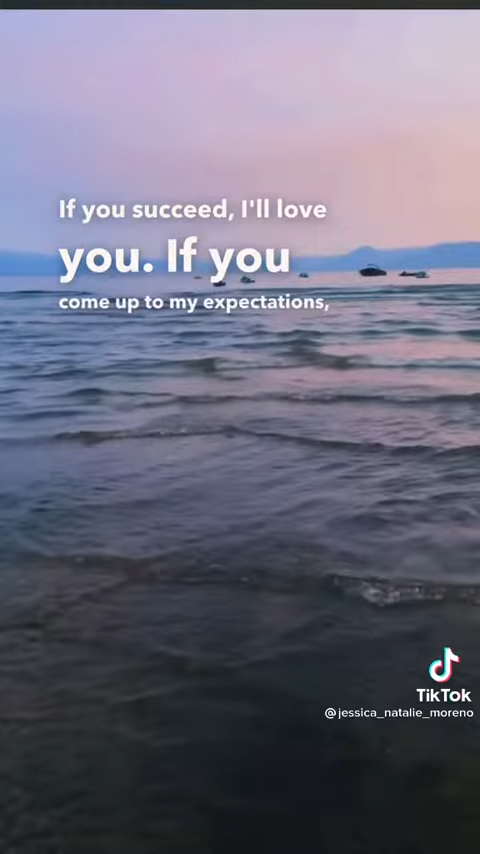 If you succeed, I'll love
you. If you
come up to my expectations,
TikTok
@jessica_natalie_moreno